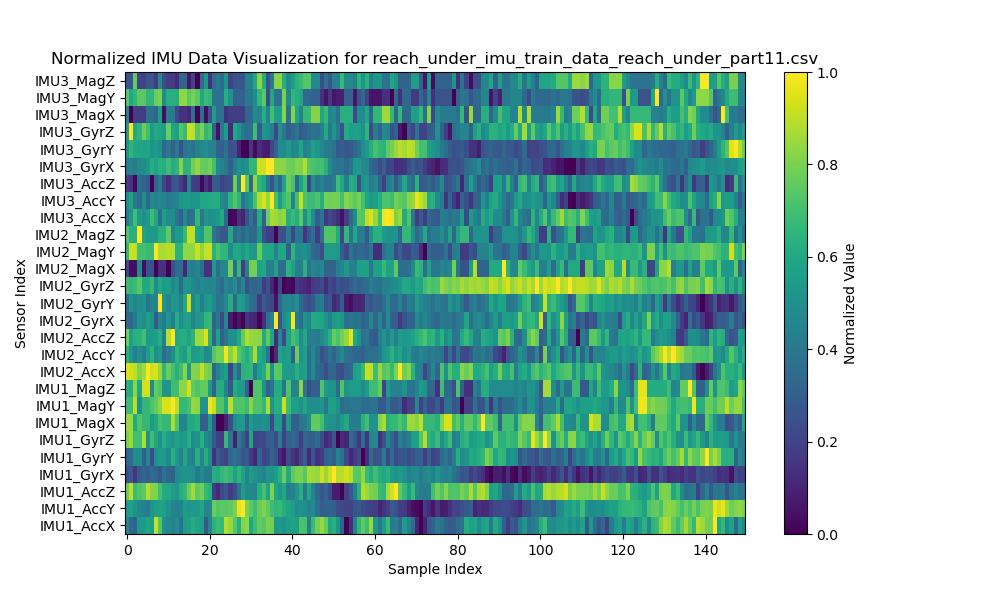 Normalized IMU Data Visualization for reach_under_imu_train_data_reach_under_part11.csv
IMU3_MagZ
IMU3_MagY
IMU3_MagX
IMU3_GyrZ
IMU3_GyrY
IMU3_GyrX
IMU3_AccZ
IMU3_AccY
IMU3_AccX
IMU2_MagZ
IMU2_MagY
IMU2_MagX
IMU2_GyrZ
IMU2_GyrY
IMU2_GyrX
IMU2_AccZ
IMU2_AccY
IMU2_AccX
IMU1_MagZ
IMU1_MagY
IMU1_MagX
IMU1_GyrZ
IMU1_GyrY
IMU1_GyrX
IMU1_AccZ
IMU1_AccY
IMU1_AccX
Sensor Index
0 20 40 60 80 100 120 140
Sample Index
1.0
0.8
0.6
0.4
0.2
0.0
Normalized Value